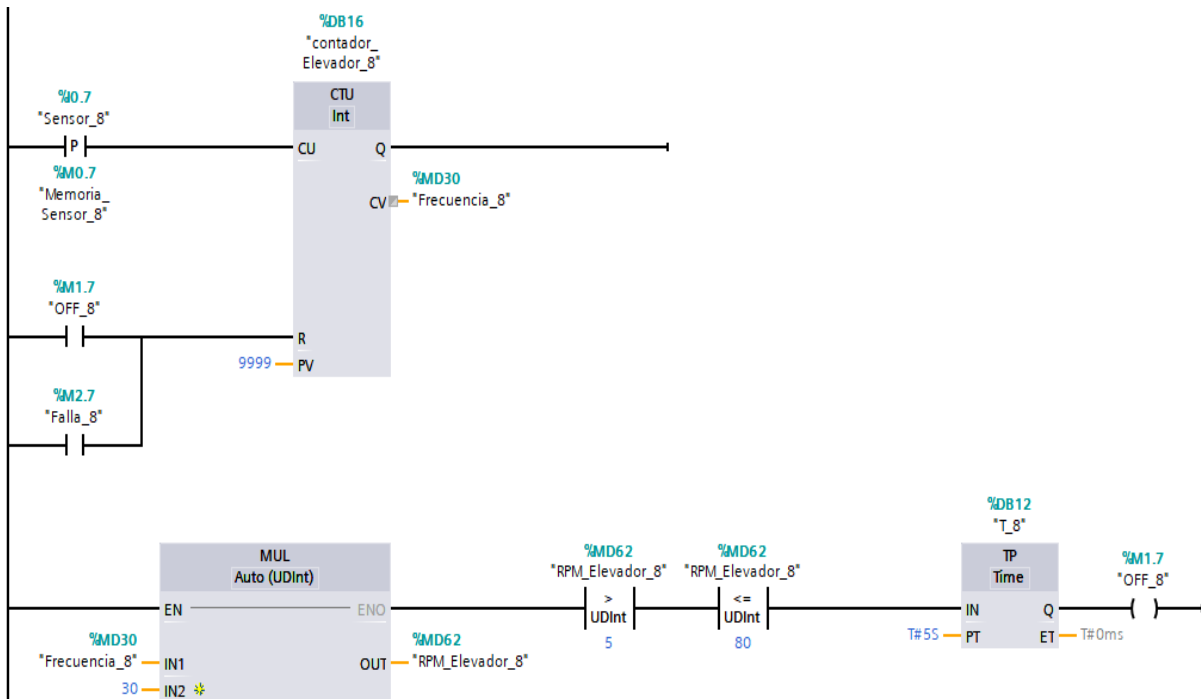 %DB16
"contador_
Elevador_8"
CTU
Int
%I0.7
"Sensor_8"
P
%M0.7
"Memoria_
Sensor_8"
CU
Q
CV
%MD30
"Frecuencia_8"
%M1.7
"OFF_8"
R
9999
PV
%M2.7
"Falla_8"
MUL
Auto (UDInt)
EN
ENO
%MD30
"Frecuencia_8"
IN1
30
IN2
OUT
%MD62
"RPM_Elevador_8"
%MD62
"RPM_Elevador_8"
>
UDInt
5
%MD62
"RPM_Elevador_8"
<=
UDInt
80
%DB12
"T_8"
TP
Time
IN
Q
T#5S
PT
ET
T#0ms
%M1.7
"OFF_8"